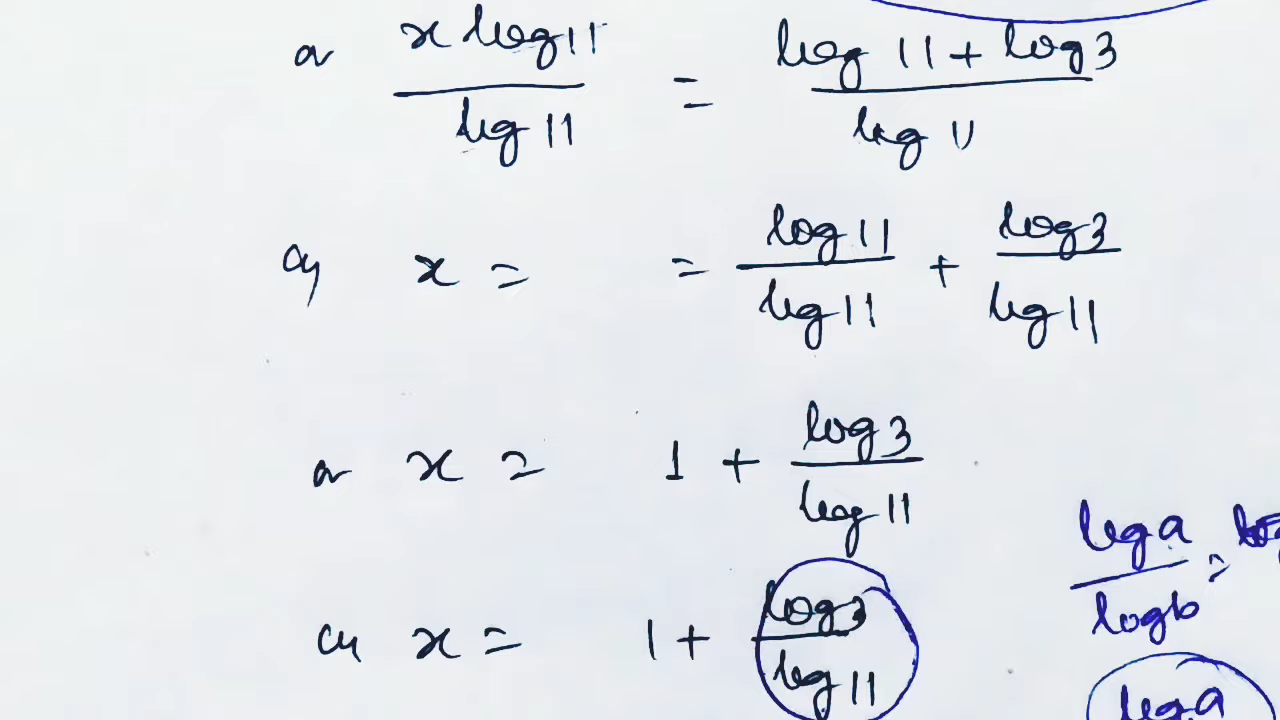 or x log 11 / log 11 = log 11 + log 3 / log 11
or x = = log 11 / log 11 + log 3 / log 11
or x = 1 + log 3 / log 11
or x = 1 + log 3 / log 11
log a / log b =
log a